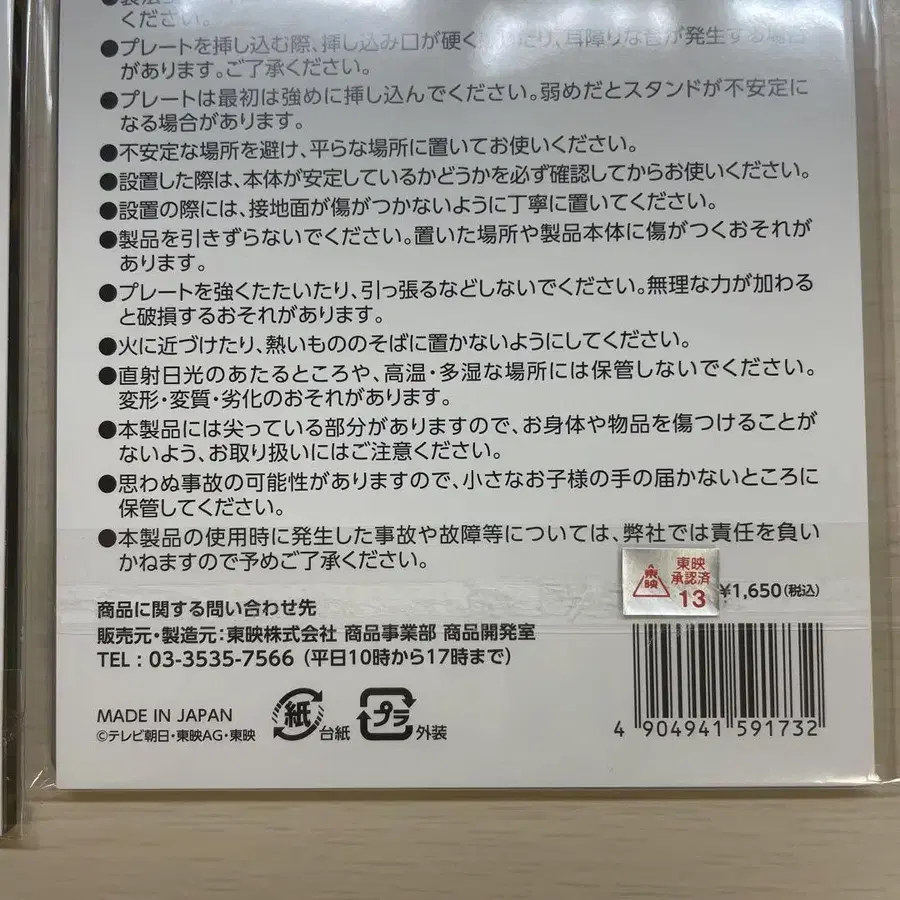 ください。
●プレートを挿し込む際、挿し込み口が硬く
が発生する場合
があります。ご了承ください。
●プレートは最初は強めに挿し込んでください。弱めだとスタンドが不安定に
なる場合があります。
●不安定な場所を避け、平らな場所に置いてお使いください。
●設置した際は、本体が安定しているかどうかを必ず確認してからお使いください。
●設置の際には、接地面が傷がつかないように丁寧に置いてください。
●製品を引きずらないでください。置いた場所や製品本体に傷がつくおそれが
あります。
●プレートを強くたたいたり、引っ張るなどしないでください。無理な力が加わる
と破損するおそれがあります。
●火に近づけたり、熱いもののそばに置かないようにしてください。
●直射日光のあたるところや、高温・多湿な場所には保管しないでください。
変形・変質・劣化のおそれがあります。
●本製品には尖っている部分がありますので、お身体や物品を傷つけることが
ないよう、お取り扱いにはご注意ください。
●思わぬ事故の可能性がありますので、小さなお子様の手の届かないところに
保管してください。
●本製品の使用時に発生した事故や故障等については、弊社では責任を負い
かねますので予めご了承ください。
東映
東映
承認済
13
¥1,650(税込)
商品に関する問い合わせ先
販売元・製造元：東映株式会社 商品事業部 商品開発室
TEL：03-3535-7566 (平日10時から17時まで)
MADE IN JAPAN
©テレビ朝日・東映AG・東映
紙
台紙
プラ
外装
4 904941 591732